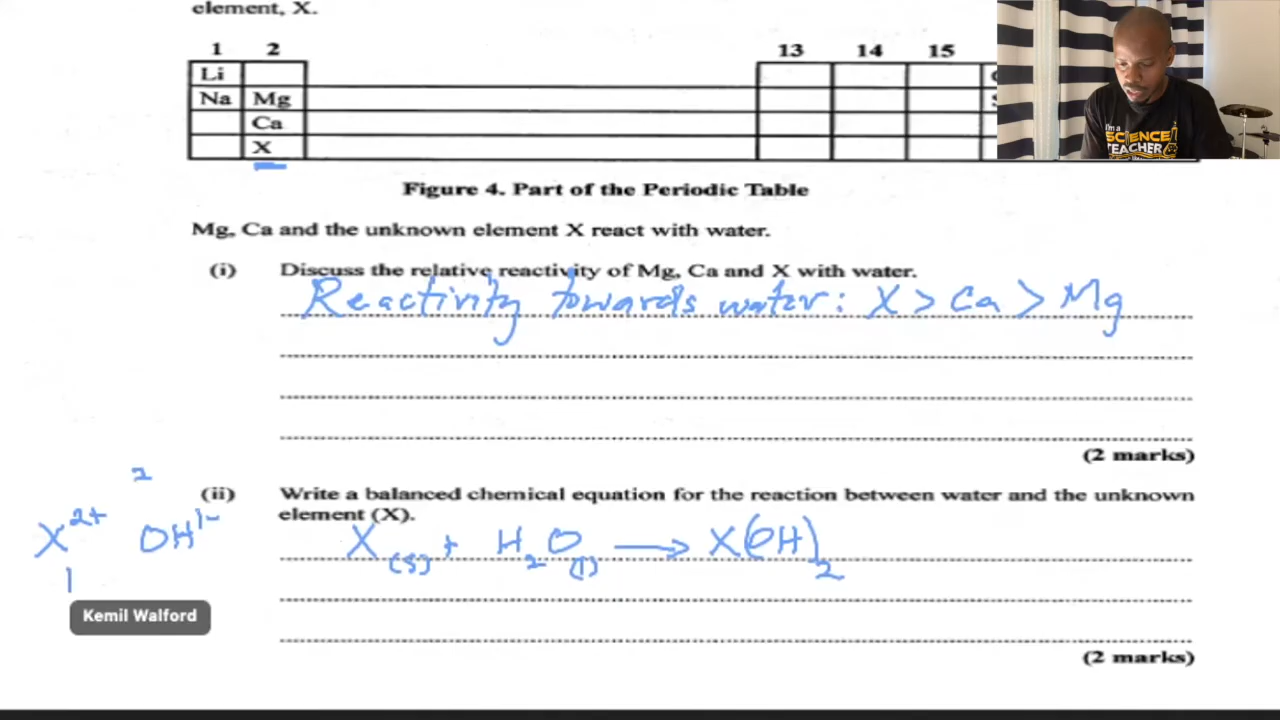 element, X.
1 2 13 14 15
Li
Na Mg
Ca
X
I'm a
SCIENCE
TEACHER
Figure 4. Part of the Periodic Table
Mg, Ca and the unknown element X react with water.
(i) Discuss the relative reactivity of Mg, Ca and X with water.
Reactivity towards water: X > Ca > Mg
(2 marks)
(ii) Write a balanced chemical equation for the reaction between water and the unknown
element (X).
2
X²⁺ OH¹⁻
1
X(s) + H₂O(l) → X(OH)₂
Kemil Walford
(2 marks)